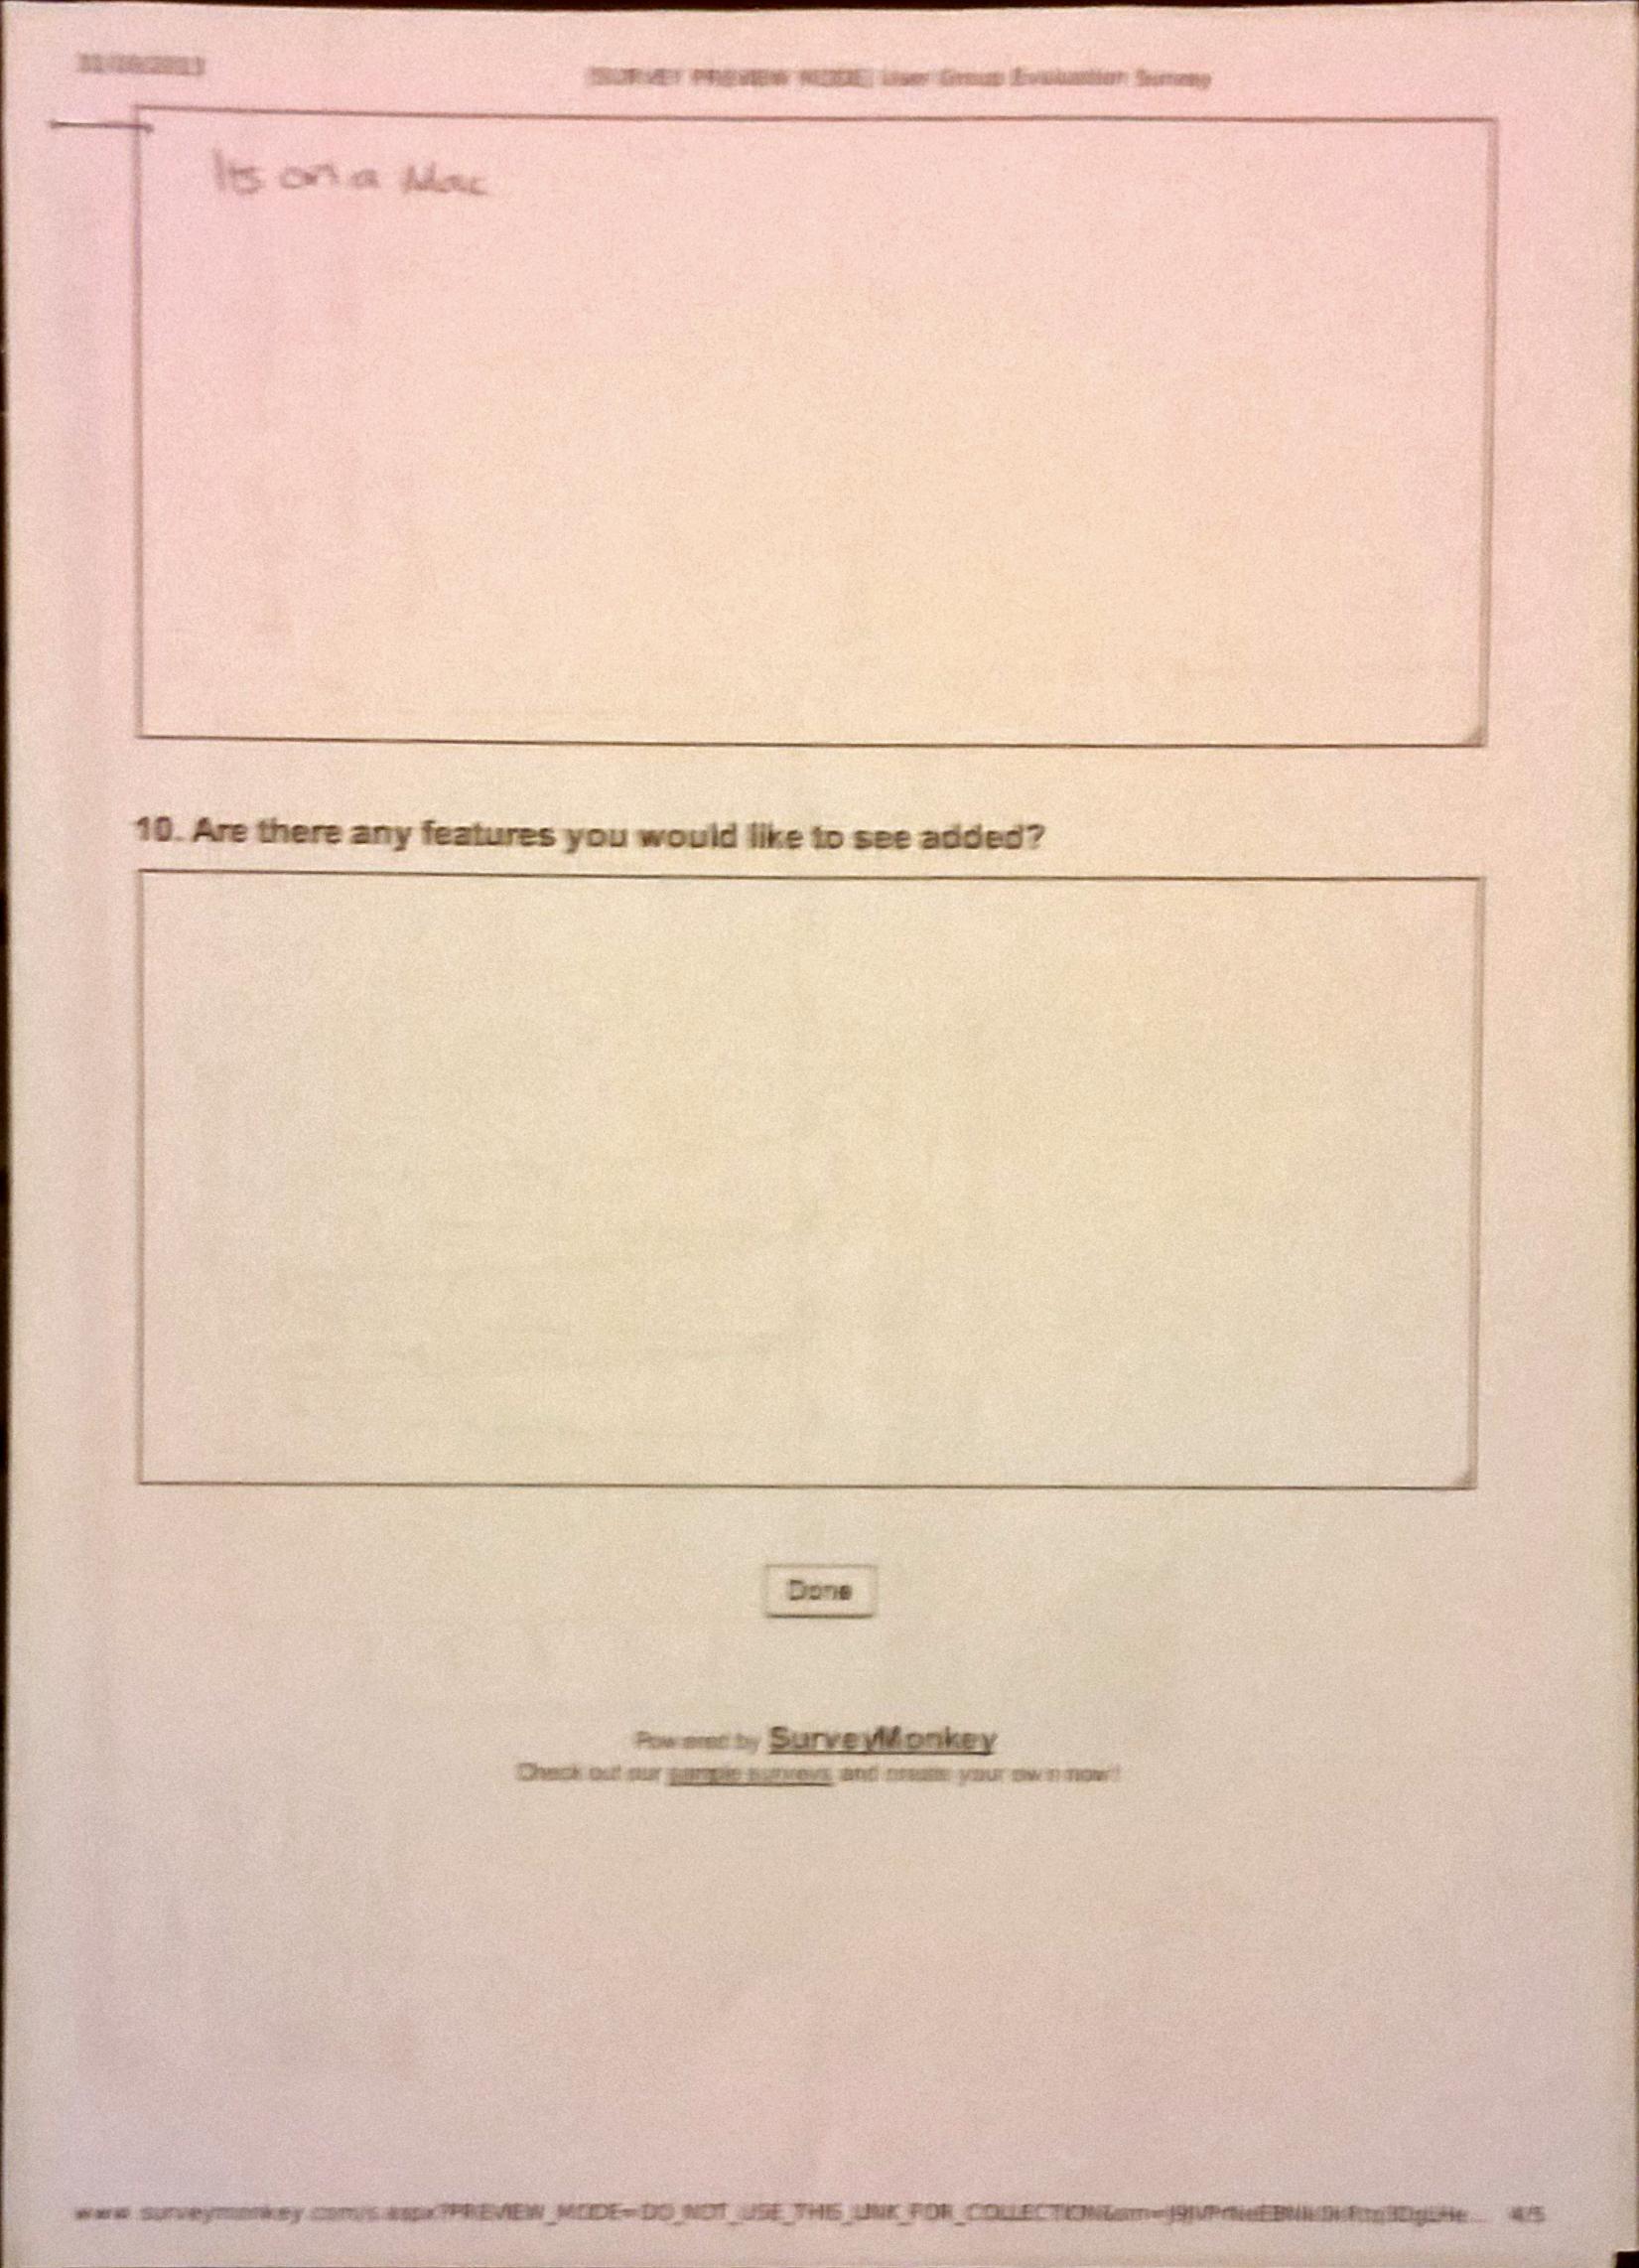 [SURVEY PREVIEW MODE] User Group Evaluation Survey
Its on a Mac
10. Are there any features you would like to see added?
Done
Powered by SurveyMonkey
Check out our sample surveys and create your own now!
www.surveymonkey.com/s.aspx?PREVIEW_MODE=DO_NOT_USE_THIS_LINK_FOR_COLLECTION&sm= 4/5